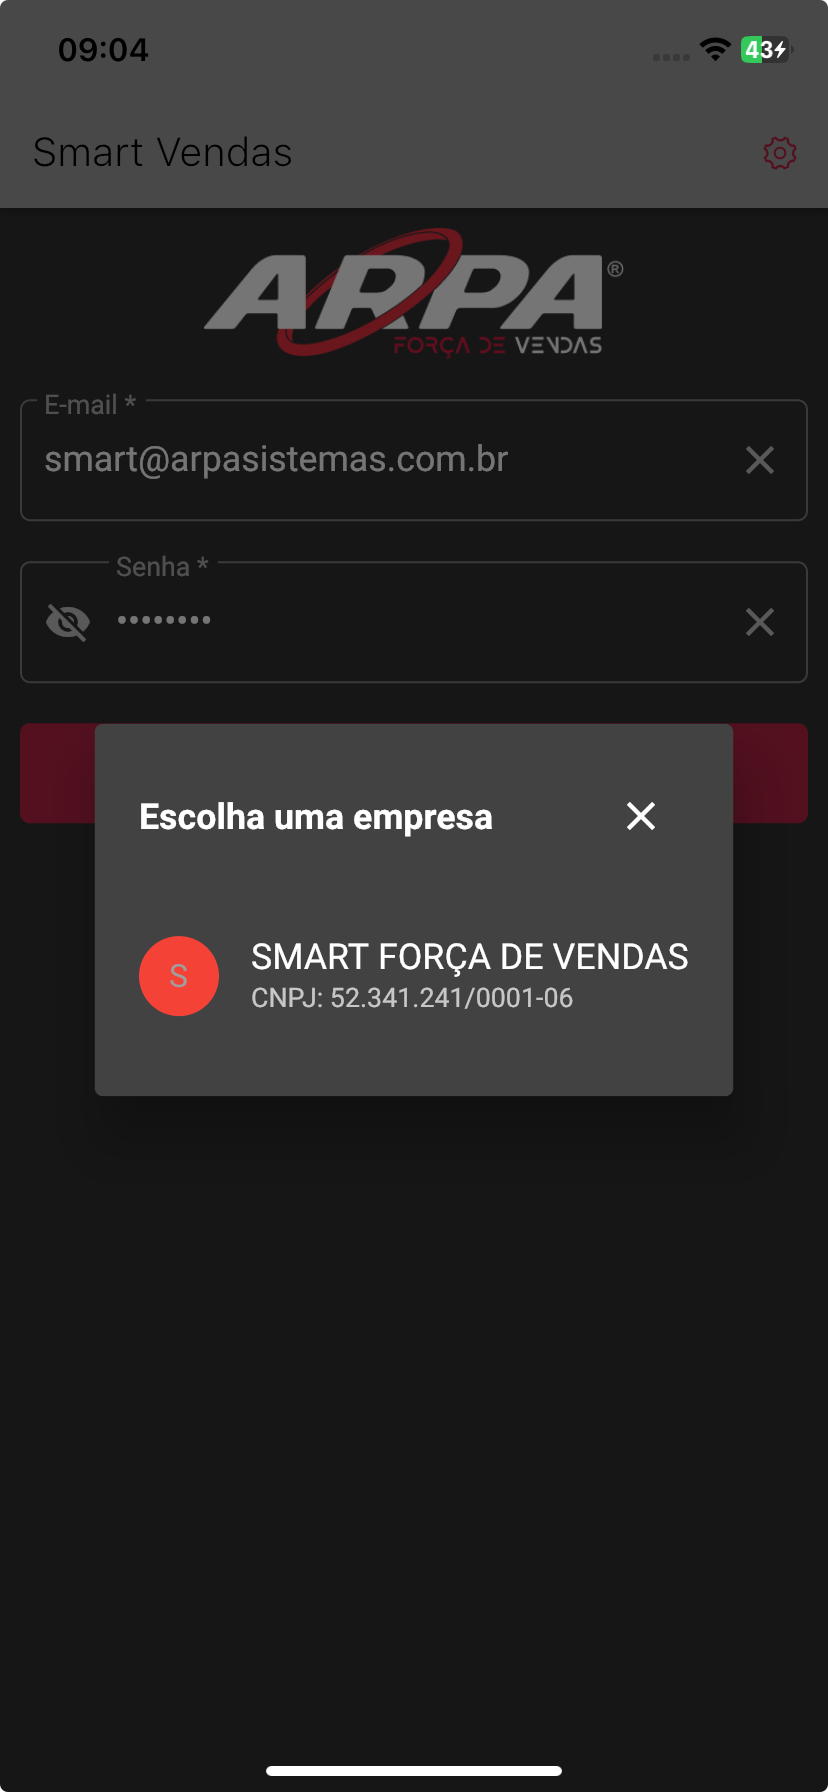 09:04
43
Smart Vendas
ARPA®
FORÇA DE VENDAS
E-mail *
smart@arpasistemas.com.br
Senha *
••••••••
Escolha uma empresa
S
SMART FORÇA DE VENDAS
CNPJ: 52.341.241/0001-06